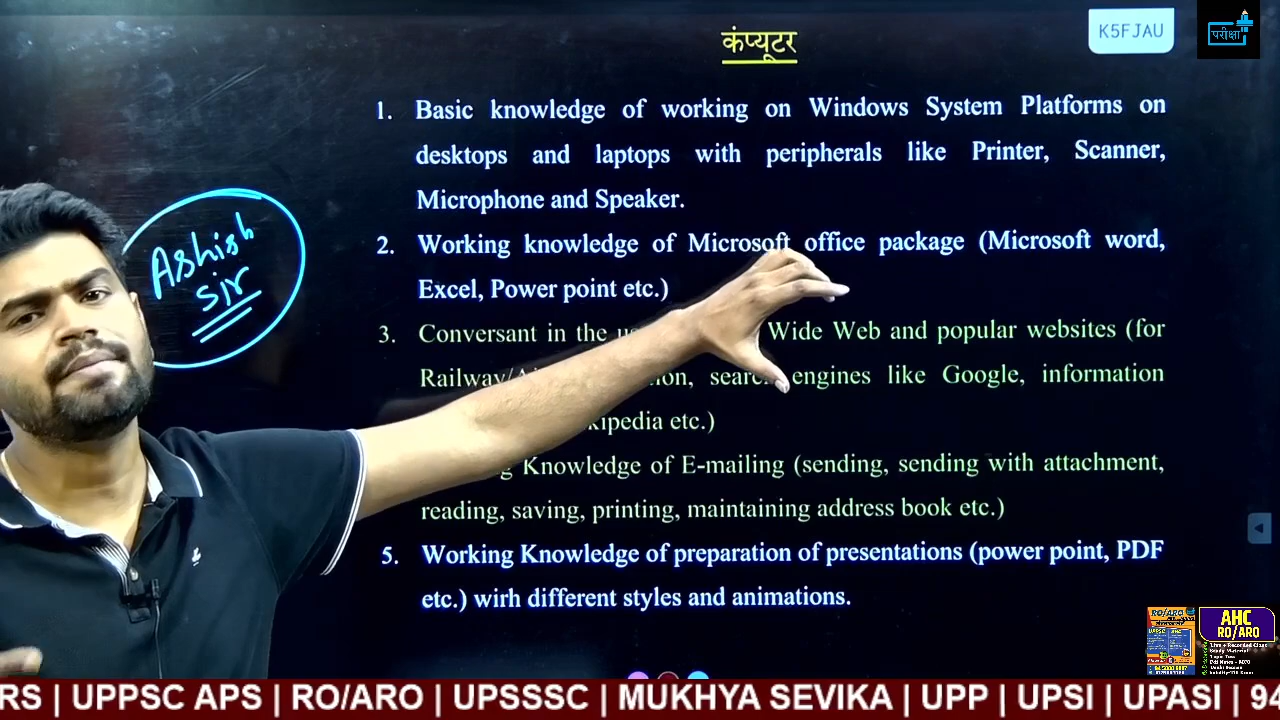 कंप्यूटर
K5FJAU
परीक्षा
1. Basic knowledge of working on Windows System Platforms on
desktops and laptops with peripherals like Printer, Scanner,
Microphone and Speaker.
Ashish
Sir
2. Working knowledge of Microsoft office package (Microsoft word,
Excel, Power point etc.)
3. Conversant in the Wide Web and popular websites (for
search engines like Google, information
etc.)
Knowledge of E-mailing (sending, sending with attachment,
reading, saving, printing, maintaining address book etc.)
5. Working Knowledge of preparation of presentations (power point, PDF
etc.) wirh different styles and animations.
RO/ARO
AHC
RO/ARO
RS | UPPSC APS | RO/ARO | UPSSSC | MUKHYA SEVIKA | UPP | UPSI | UPASI | 94